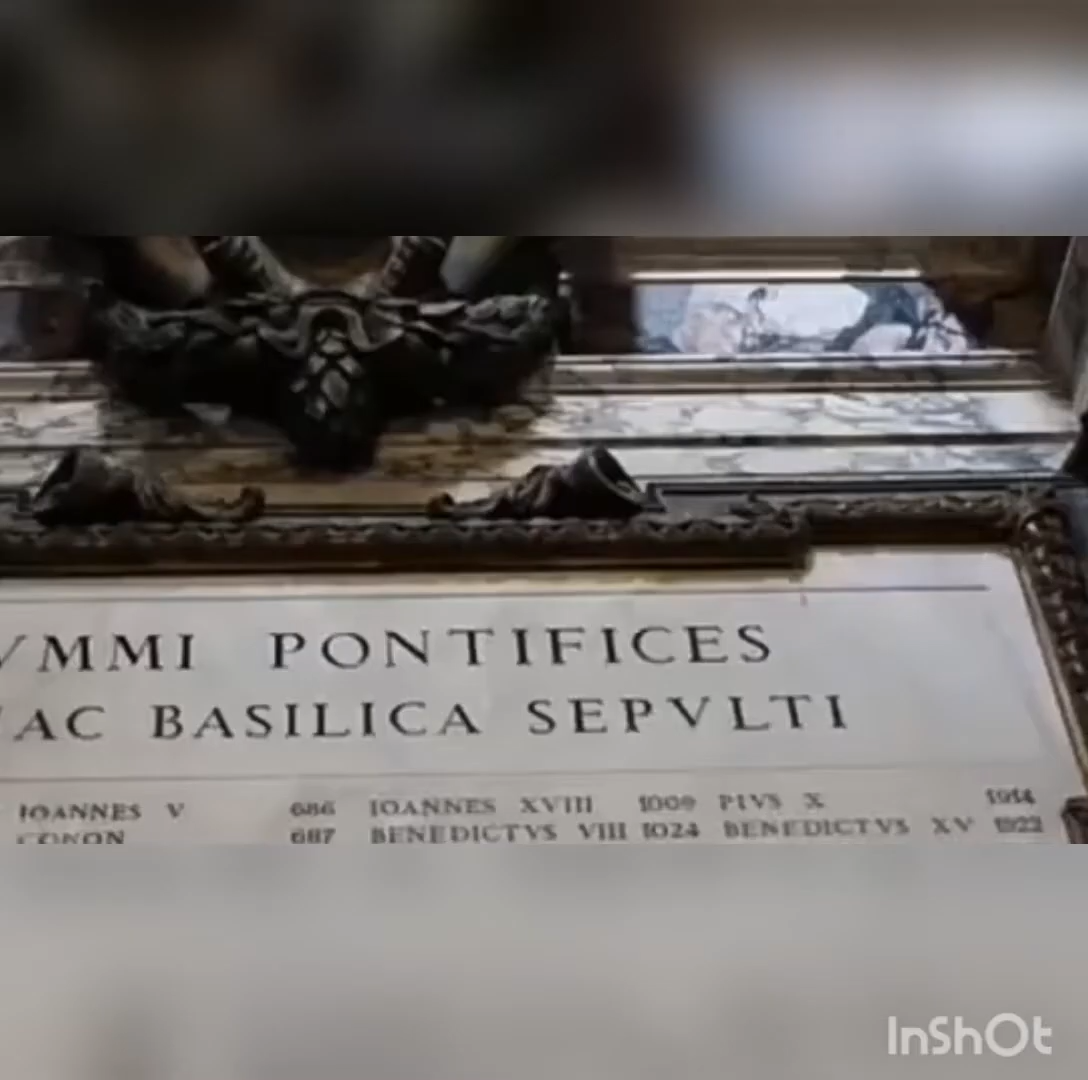 VMMI PONTIFICES
AC BASILICA SEPVLTI
IOANNES V 686 IOANNES XVIII 1009 PIVS X 1914
CONON 687 BENEDICTVS VIII 1024 BENEDICTVS XV 1922
InShOt